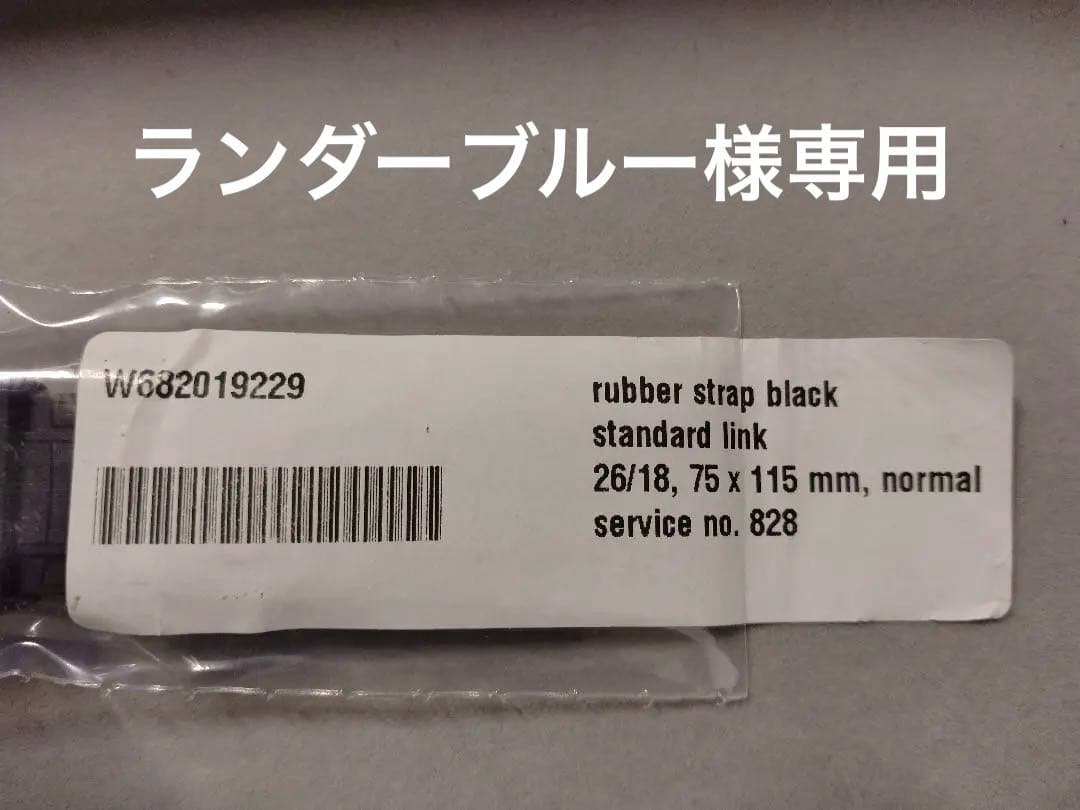 ランダーブルー様専用
W682019229
rubber strap black
standard link
26/18, 75 x 115 mm, normal
service no. 828